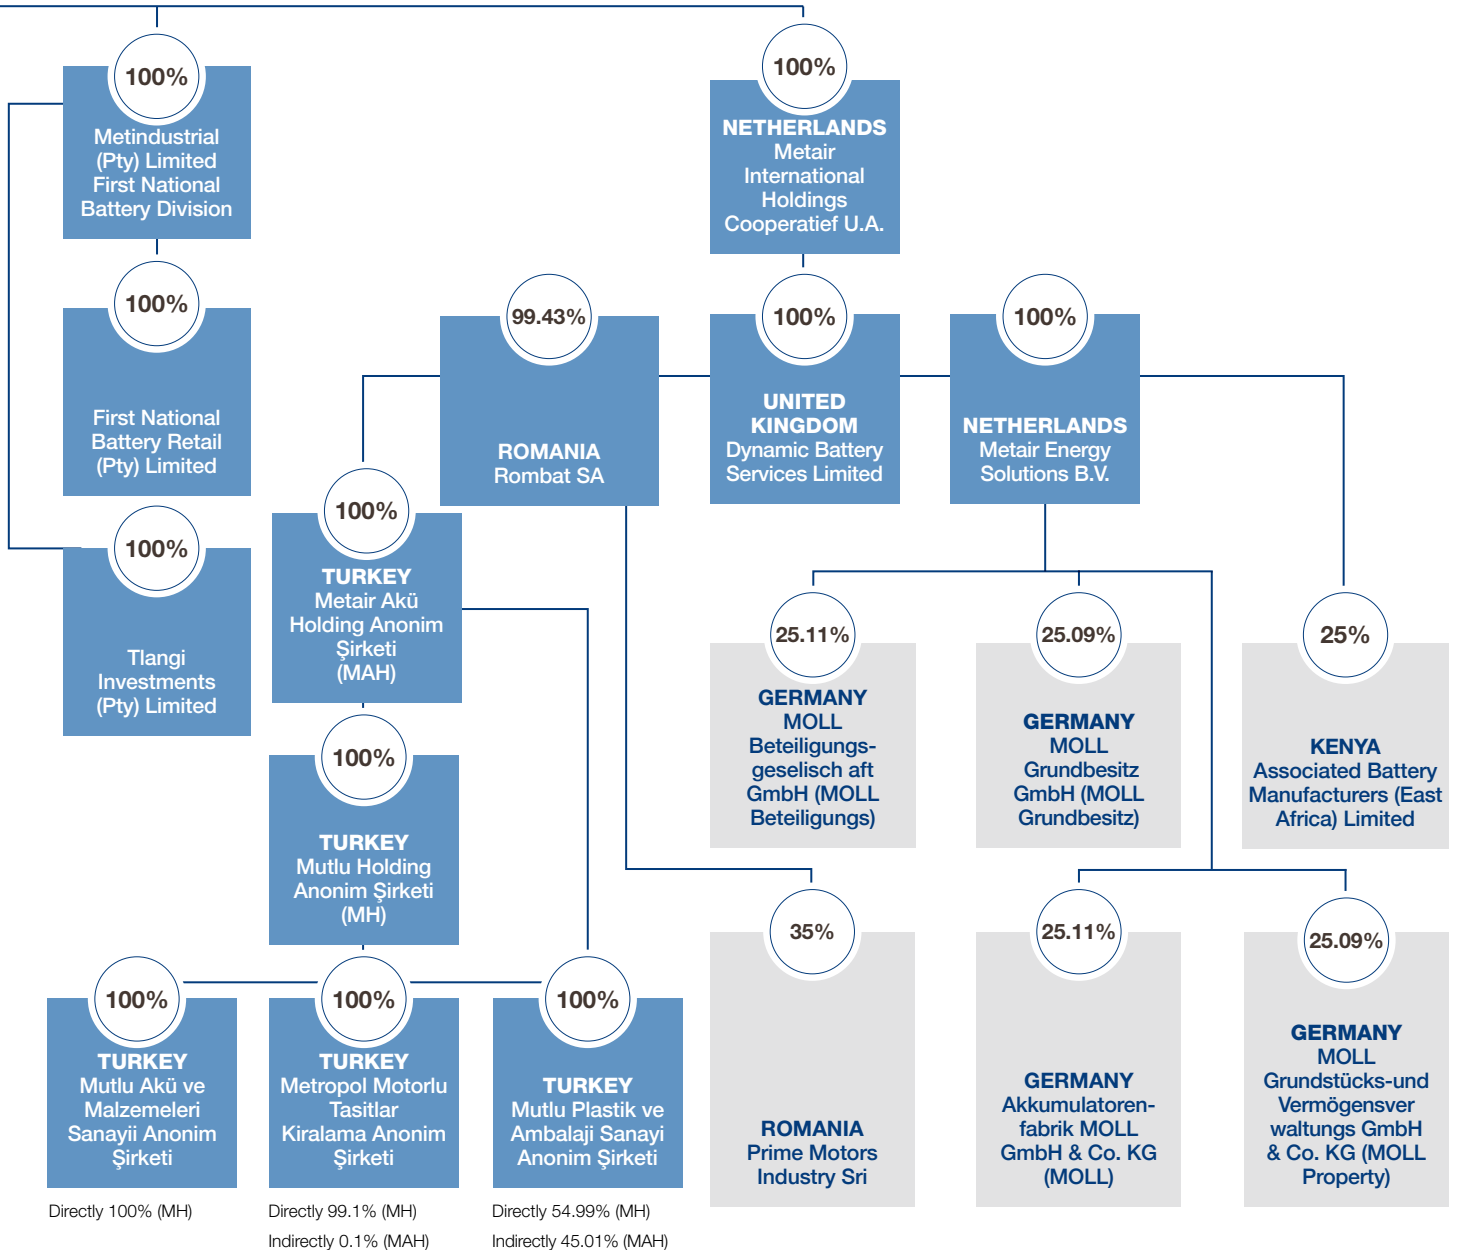 100%
Metindustrial
(Pty) Limited
First National
Battery Division
100%
NETHERLANDS
Metair
International
Holdings
Cooperatief U.A.
100%
First National
Battery Retail
(Pty) Limited
99.43%
ROMANIA
Rombat SA
100%
UNITED
KINGDOM
Dynamic Battery
Services Limited
100%
NETHERLANDS
Metair Energy
Solutions B.V.
100%
Tlangi
Investments
(Pty) Limited
100%
TURKEY
Metair Akü
Holding Anonim
Şirketi
(MAH)
25.11%
GERMANY
MOLL
Beteiligungs-
geselisch aft
GmbH (MOLL
Beteiligungs)
25.09%
GERMANY
MOLL
Grundbesitz
GmbH (MOLL
Grundbesitz)
25%
KENYA
Associated Battery
Manufacturers (East
Africa) Limited
100%
TURKEY
Mutlu Holding
Anonim Şirketi
(MH)
35%
ROMANIA
Prime Motors
Industry Sri
25.11%
GERMANY
Akkumulatoren-
fabrik MOLL
GmbH & Co. KG
(MOLL)
25.09%
GERMANY
MOLL
Grundstücks-und
Vermögensver
waltungs GmbH
& Co. KG (MOLL
Property)
100%
TURKEY
Mutlu Akü ve
Malzemeleri
Sanayii Anonim
Şirketi
Directly 100% (MH)
100%
TURKEY
Metropol Motorlu
Tasitlar
Kiralama Anonim
Şirketi
Directly 99.1% (MH)
Indirectly 0.1% (MAH)
100%
TURKEY
Mutlu Plastik ve
Ambalaji Sanayi
Anonim Şirketi
Directly 54.99% (MH)
Indirectly 45.01% (MAH)